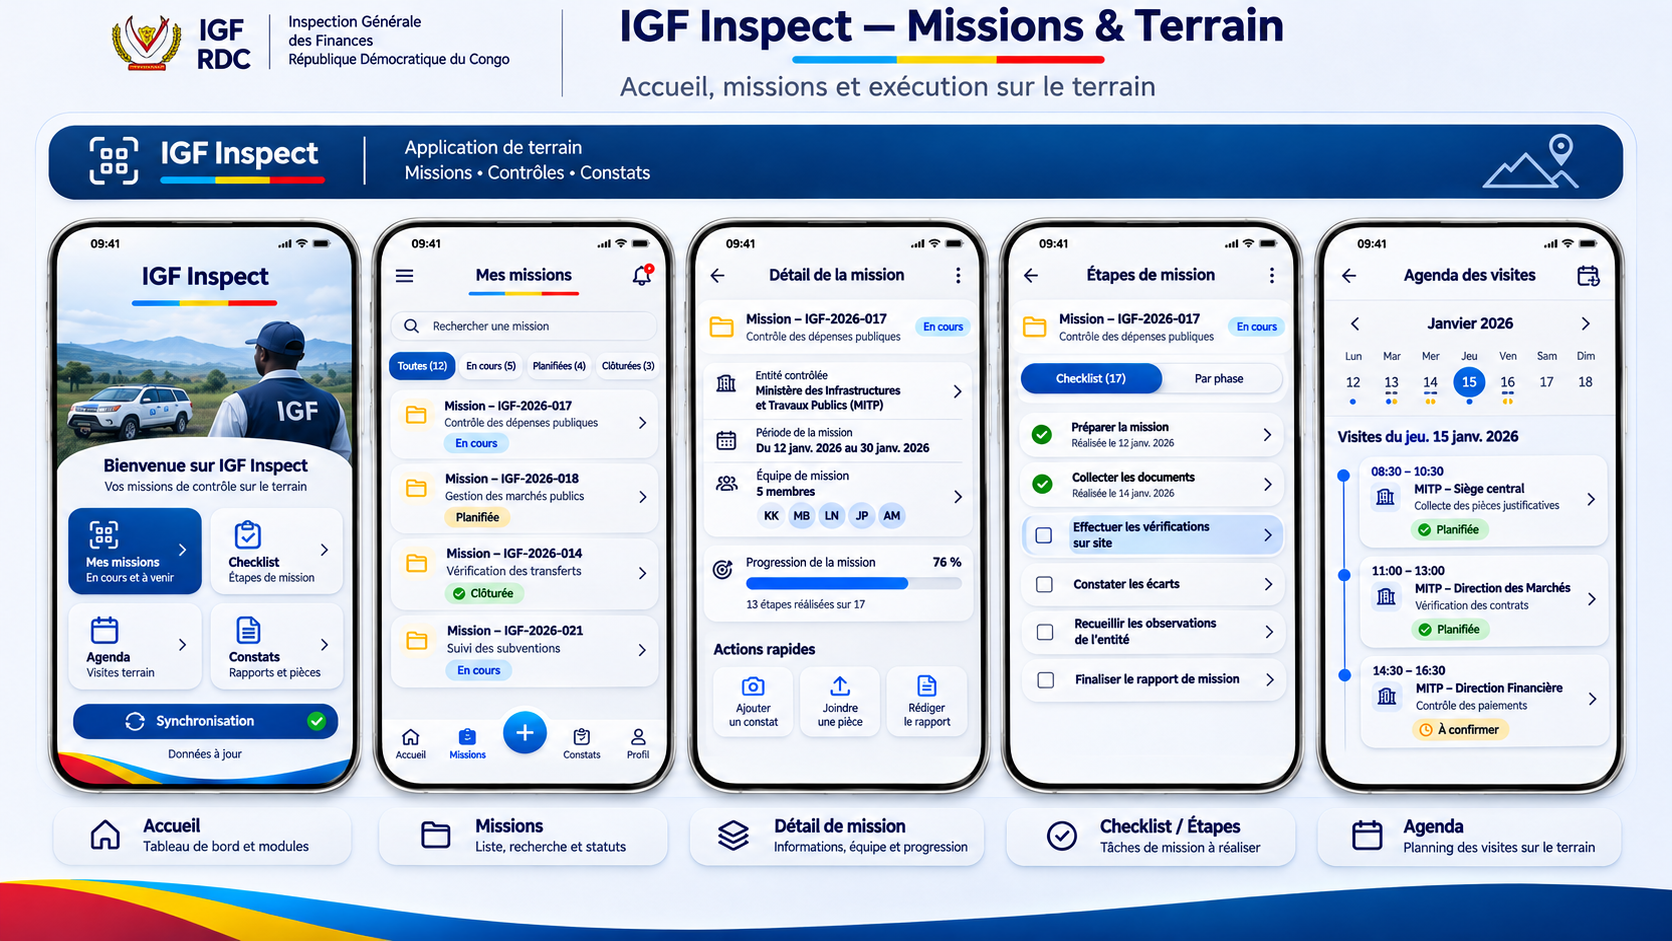 IGF
RDC
Inspection Générale
des Finances
République Démocratique du Congo
IGF Inspect — Missions & Terrain
Accueil, missions et exécution sur le terrain
IGF Inspect
Application de terrain
Missions • Contrôles • Constats
09:41
IGF Inspect
IGF
Bienvenue sur IGF Inspect
Vos missions de contrôle sur le terrain
Mes missions
En cours et à venir
Checklist
Étapes de mission
Agenda
Visites terrain
Constats
Rapports et pièces
Synchronisation
Données à jour
09:41
Mes missions
Rechercher une mission
Toutes (12)
En cours (5)
Planifiées (4)
Clôturées (3)
Mission – IGF-2026-017
Contrôle des dépenses publiques
En cours
Mission – IGF-2026-018
Gestion des marchés publics
Planifiée
Mission – IGF-2026-014
Vérification des transferts
Clôturée
Mission – IGF-2026-021
Suivi des subventions
En cours
Accueil
Missions
Constats
Profil
09:41
Détail de la mission
Mission – IGF-2026-017
Contrôle des dépenses publiques
En cours
Entité contrôlée
Ministère des Infrastructures
et Travaux Publics (MITP)
Période de la mission
Du 12 janv. 2026 au 30 janv. 2026
Équipe de mission
5 membres
KK MB LN JP AM
Progression de la mission 76 %
13 étapes réalisées sur 17
Actions rapides
Ajouter
un constat
Joindre
une pièce
Rédiger
le rapport
09:41
Étapes de mission
Mission – IGF-2026-017
Contrôle des dépenses publiques
En cours
Checklist (17)
Par phase
Préparer la mission
Réalisée le 12 janv. 2026
Collecter les documents
Réalisée le 14 janv. 2026
Effectuer les vérifications
sur site
Constater les écarts
Recueillir les observations
de l'entité
Finaliser le rapport de mission
09:41
Agenda des visites
Janvier 2026
Lun Mar Mer Jeu Ven Sam Dim
12 13 14 15 16 17 18
Visites du jeu. 15 janv. 2026
08:30 – 10:30
MITP – Siège central
Collecte des pièces justificatives
Planifiée
11:00 – 13:00
MITP – Direction des Marchés
Vérification des contrats
Planifiée
14:30 – 16:30
MITP – Direction Financière
Contrôle des paiements
À confirmer
Accueil
Tableau de bord et modules
Missions
Liste, recherche et statuts
Détail de mission
Informations, équipe et progression
Checklist / Étapes
Tâches de mission à réaliser
Agenda
Planning des visites sur le terrain